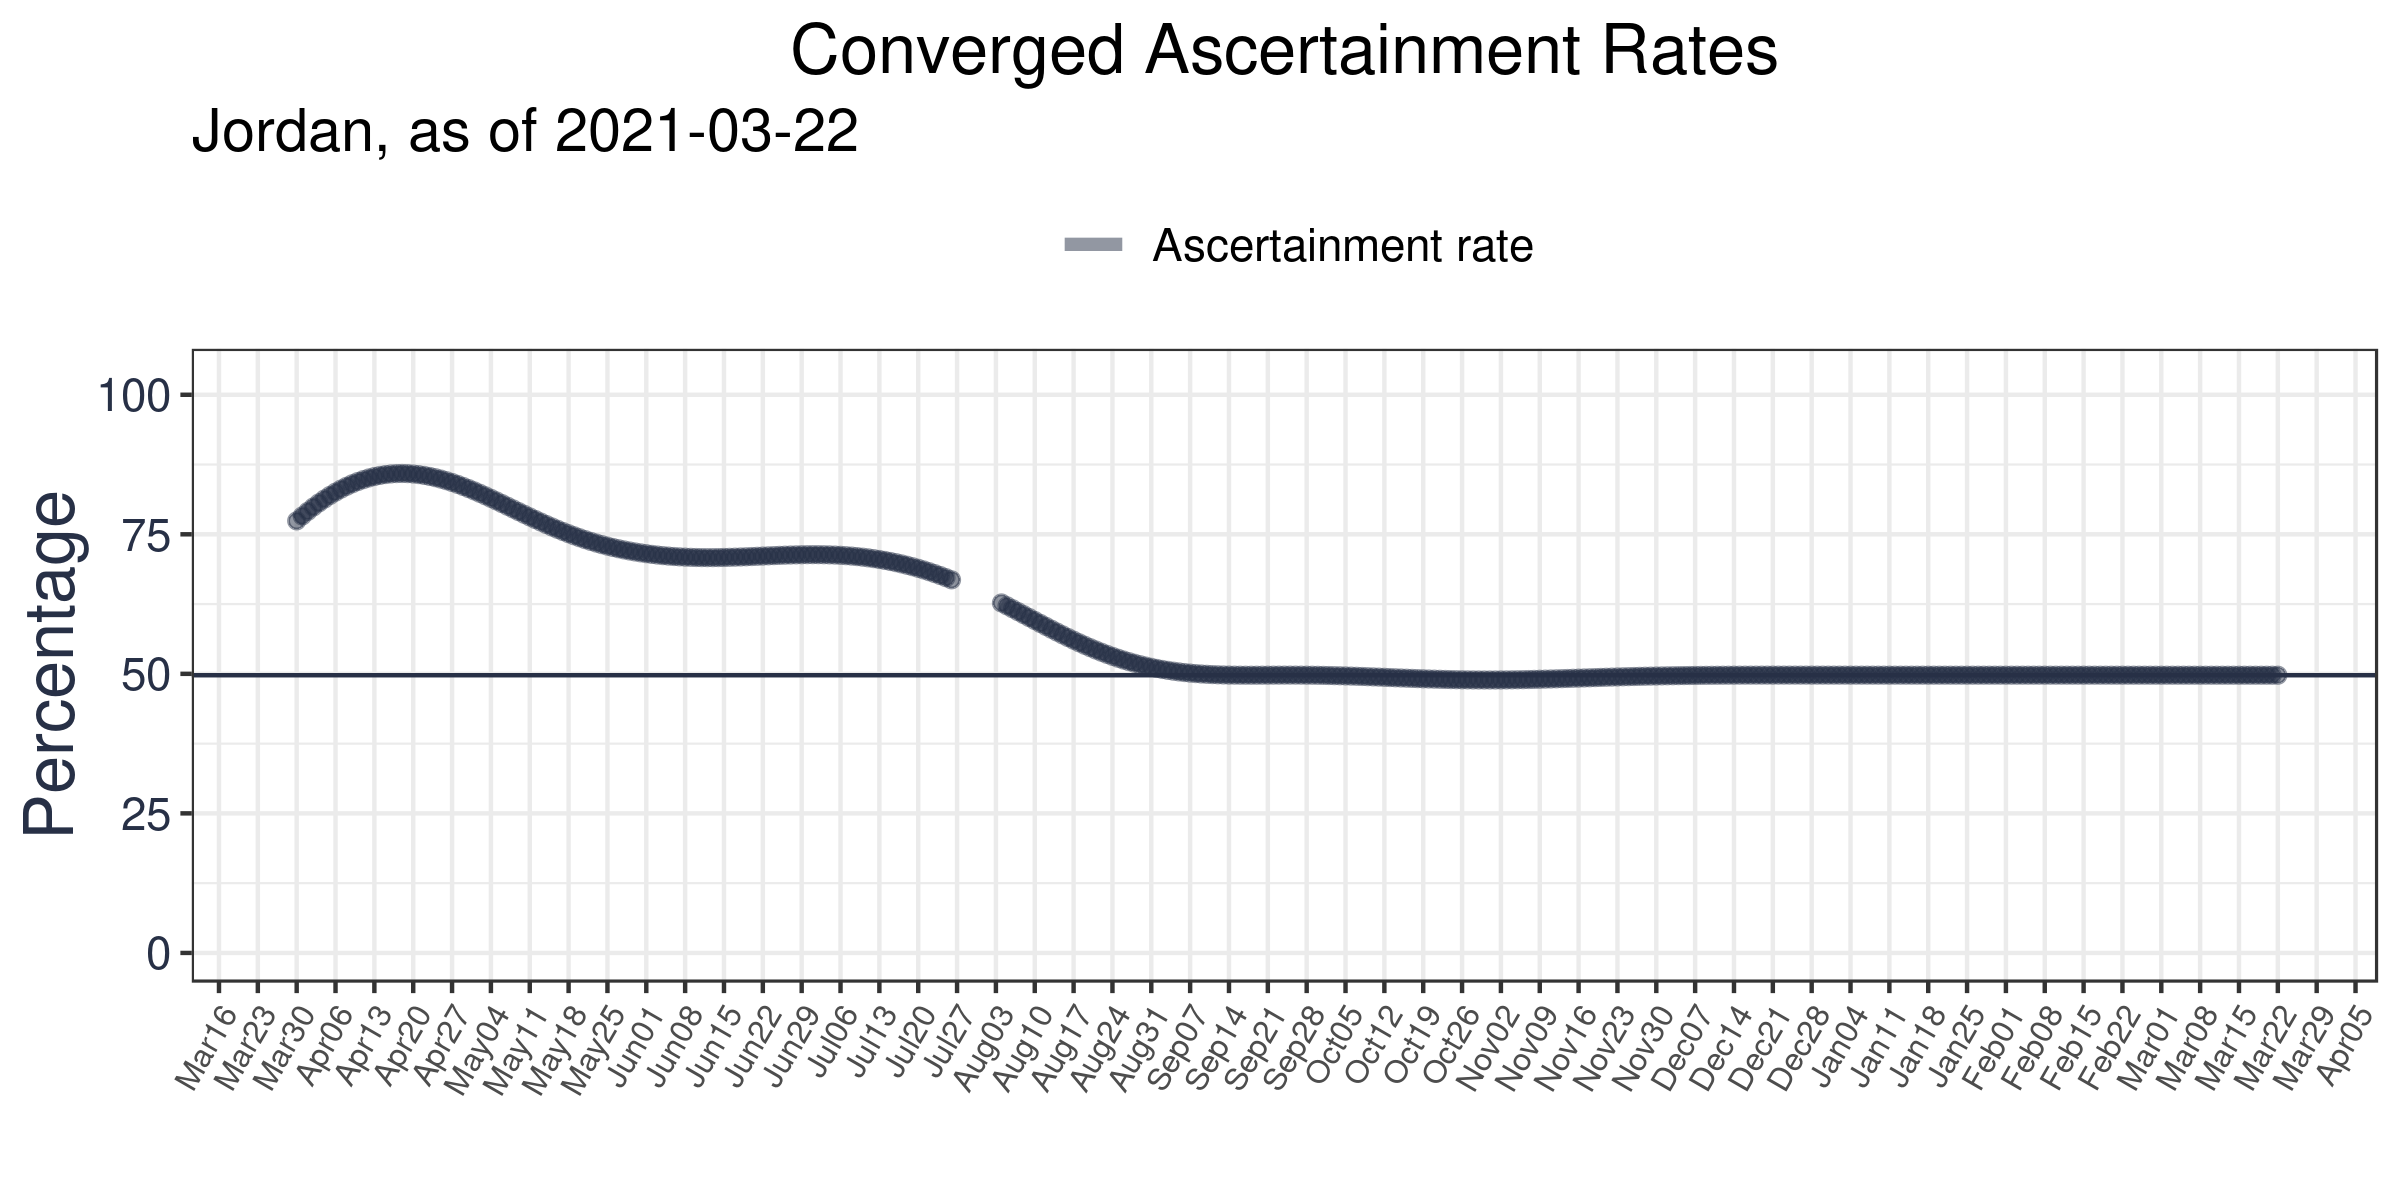 Converged Ascertainment Rates
Jordan, as of 2021-03-22
Ascertainment rate
Percentage
100
75
50
25
0
Mar16 Mar23 Mar30 Apr06 Apr13 Apr20 Apr27 May04 May11 May18 May25 Jun01 Jun08 Jun15 Jun22 Jun29 Jul06 Jul13 Jul20 Jul27 Aug03 Aug10 Aug17 Aug24 Aug31 Sep07 Sep14 Sep21 Sep28 Oct05 Oct12 Oct19 Oct26 Nov02 Nov09 Nov16 Nov23 Nov30 Dec07 Dec14 Dec21 Dec28 Jan04 Jan11 Jan18 Jan25 Feb01 Feb08 Feb15 Feb22 Mar01 Mar08 Mar15 Mar22 Mar29 Apr05